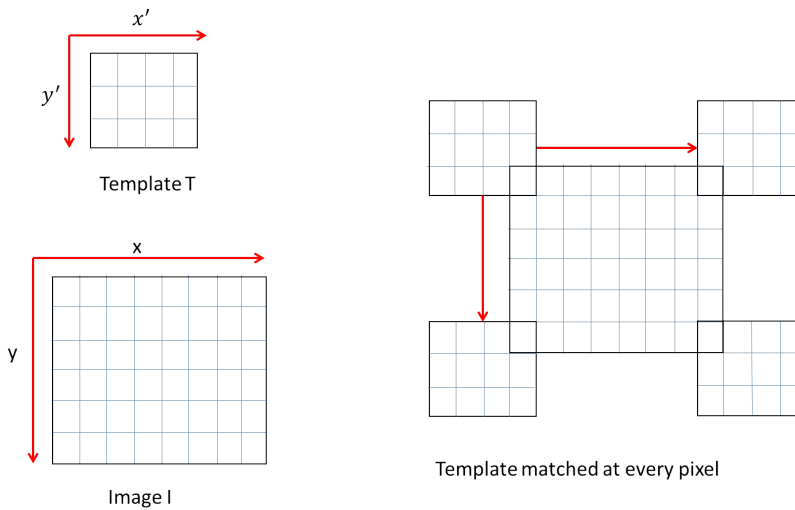 x′
y′
Template T
x
y
Image I
Template matched at every pixel